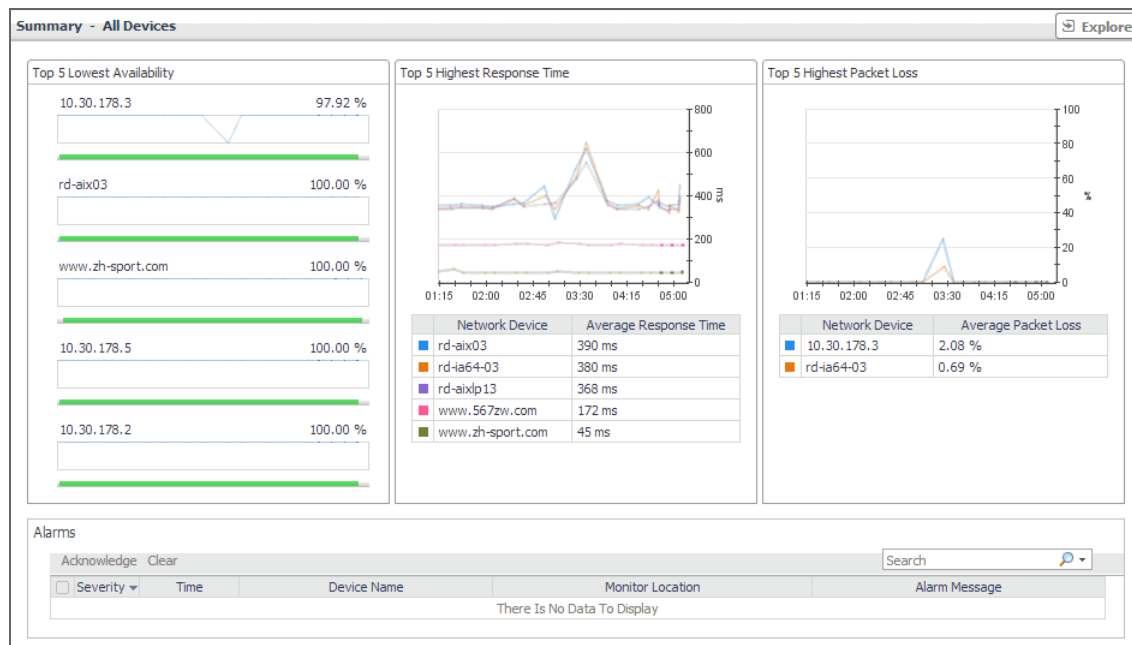 Summary - All Devices
Explore
Top 5 Lowest Availability
10.30.178.3 97.92 %
rd-aix03 100.00 %
www.zh-sport.com 100.00 %
10.30.178.5 100.00 %
10.30.178.2 100.00 %
Top 5 Highest Response Time
800
600
400
200
0
ms
01:15 02:00 02:45 03:30 04:15 05:00
Network Device Average Response Time
rd-aix03 390 ms
rd-ia64-03 380 ms
rd-aixlp13 368 ms
www.567zw.com 172 ms
www.zh-sport.com 45 ms
Top 5 Highest Packet Loss
100
80
60
40
20
0
%
01:15 02:00 02:45 03:30 04:15 05:00
Network Device Average Packet Loss
10.30.178.3 2.08 %
rd-ia64-03 0.69 %
Alarms
Acknowledge Clear
Search
Severity Time Device Name Monitor Location Alarm Message
There Is No Data To Display